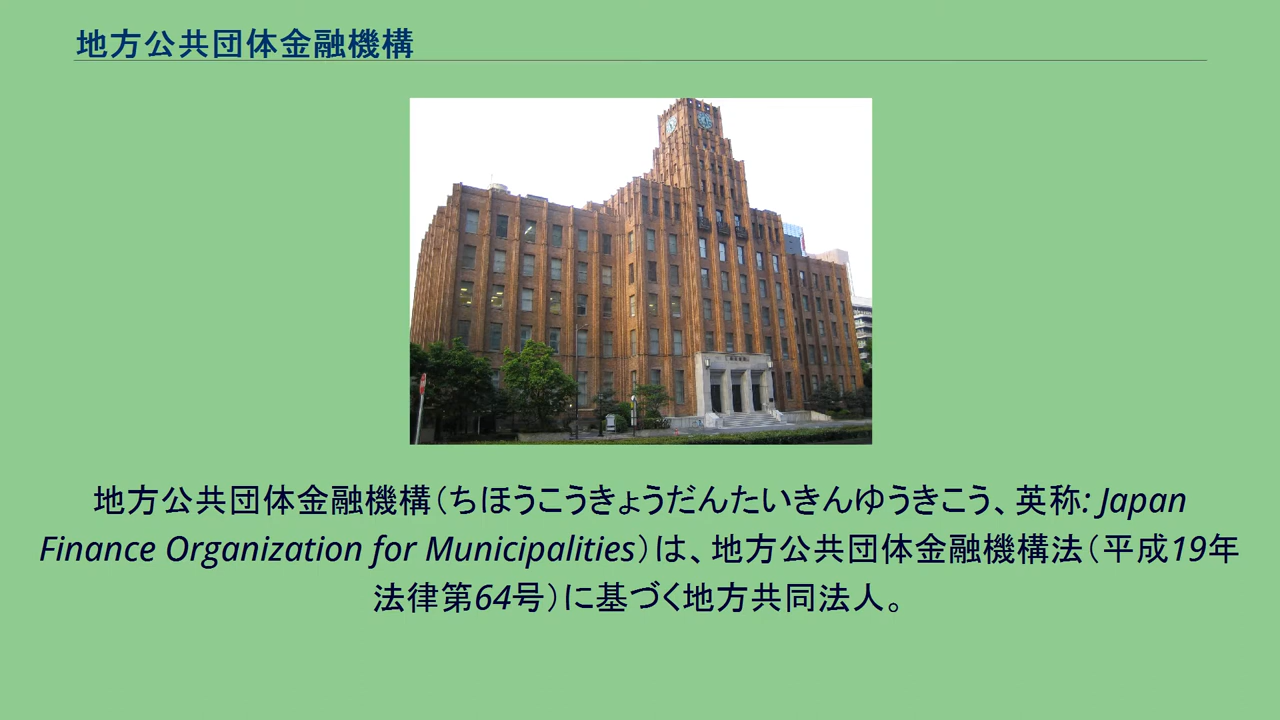 地方公共団体金融機構
地方公共団体金融機構（ちほうこうきょうだんたいきんゆうきこう、英称: Japan
Finance Organization for Municipalities）は、地方公共団体金融機構法（平成19年
法律第64号）に基づく地方共同法人。